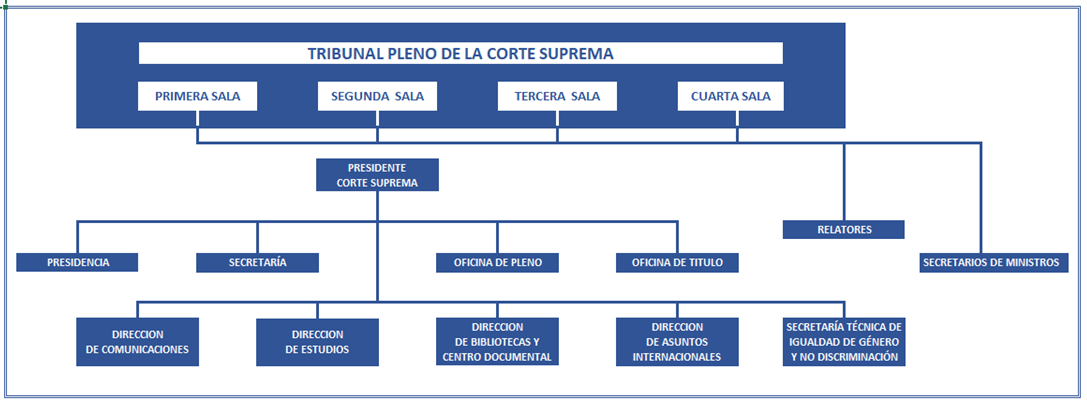 TRIBUNAL PLENO DE LA CORTE SUPREMA
PRIMERA SALA
SEGUNDA SALA
TERCERA SALA
CUARTA SALA
PRESIDENTE
CORTE SUPREMA
RELATORES
PRESIDENCIA
SECRETARÍA
OFICINA DE PLENO
OFICINA DE TITULO
SECRETARIOS DE MINISTROS
DIRECCION
DE COMUNICACIONES
DIRECCION
DE ESTUDIOS
DIRECCION
DE BIBLIOTECAS Y
CENTRO DOCUMENTAL
DIRECCION
DE ASUNTOS
INTERNACIONALES
SECRETARÍA TÉCNICA DE
IGUALDAD DE GÉNERO
Y NO DISCRIMINACIÓN